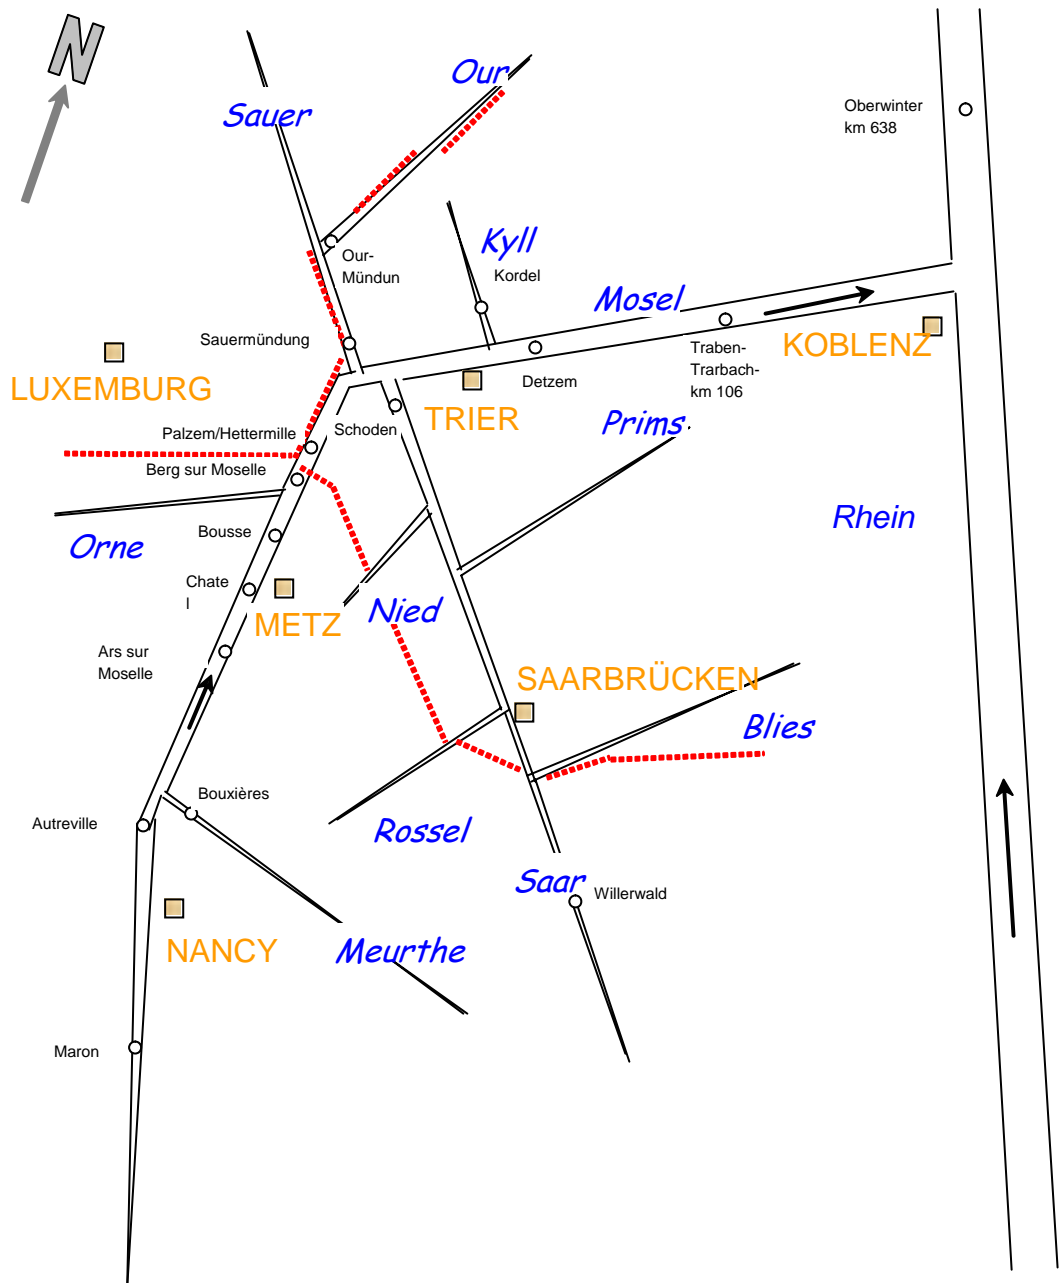 N
Our
Sauer
Oberwinter
km 638
Kyll
Our-
Mündun
Kordel
Mosel
Sauermündung
KOBLENZ
Traben-
Trarbach-
km 106
LUXEMBURG
Detzem
TRIER
Prims
Palzem/Hettermille
Schoden
Berg sur Moselle
Rhein
Bousse
Orne
Chate
l
METZ
Nied
Ars sur
Moselle
SAARBRÜCKEN
Blies
Bouxières
Autreville
Rossel
Saar
Willerwald
NANCY
Meurthe
Maron